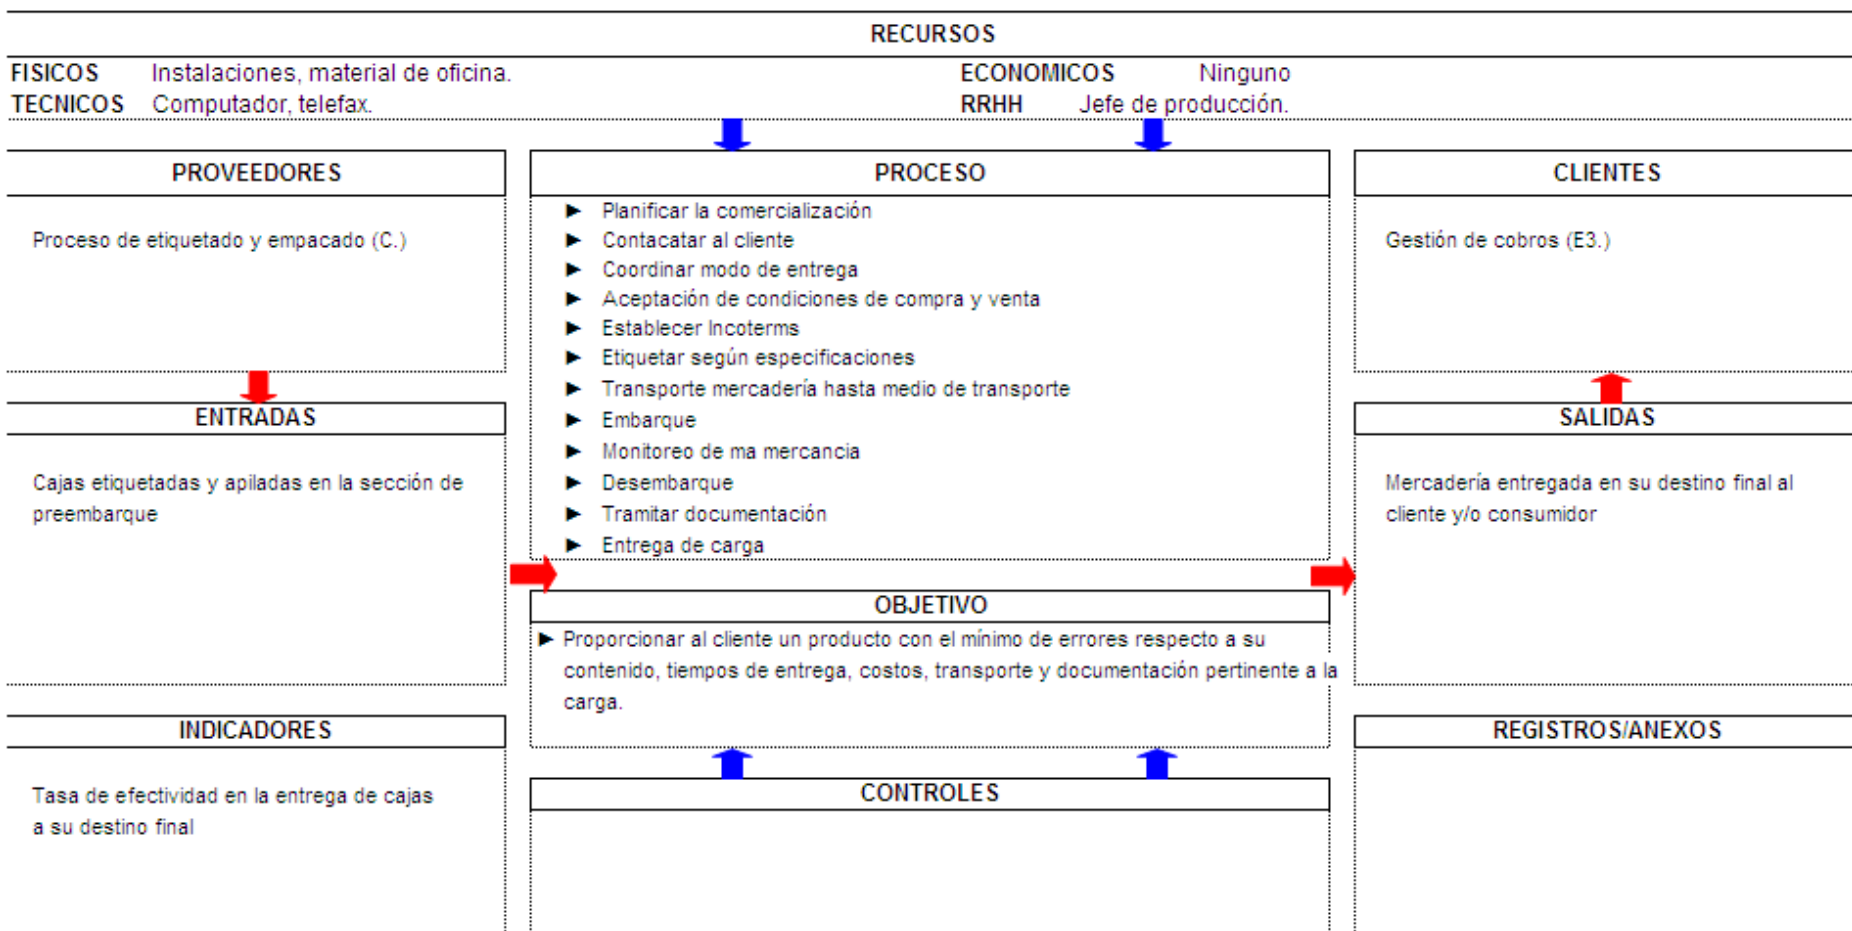 RECURSOS
FISICOS Instalaciones, material de oficina.
ECONOMICOS Ninguno
TECNICOS Computador, telefax.
RRHH Jefe de producción.
PROVEEDORES
Proceso de etiquetado y empacado (C.)
ENTRADAS
Cajas etiquetadas y apiladas en la sección de
preembarque
INDICADORES
Tasa de efectividad en la entrega de cajas
a su destino final
PROCESO
► Planificar la comercialización
► Contacatar al cliente
► Coordinar modo de entrega
► Aceptación de condiciones de compra y venta
► Establecer Incoterms
► Etiquetar según especificaciones
► Transporte mercadería hasta medio de transporte
► Embarque
► Monitoreo de ma mercancia
► Desembarque
► Tramitar documentación
► Entrega de carga
OBJETIVO
► Proporcionar al cliente un producto con el mínimo de errores respecto a su
contenido, tiempos de entrega, costos, transporte y documentación pertinente a la
carga.
CONTROLES
CLIENTES
Gestión de cobros (E3.)
SALIDAS
Mercadería entregada en su destino final al
cliente y/o consumidor
REGISTROS/ANEXOS